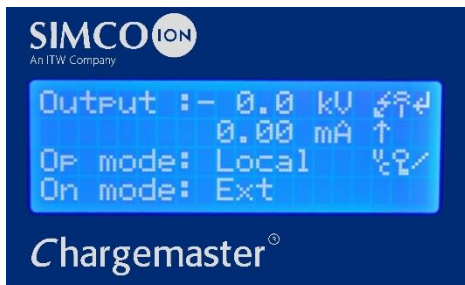 SIMCO ION
An ITW Company
Output :- 0.0 kV
0.00 mA ↑
Op mode: Local
On mode: Ext
Chargemaster®